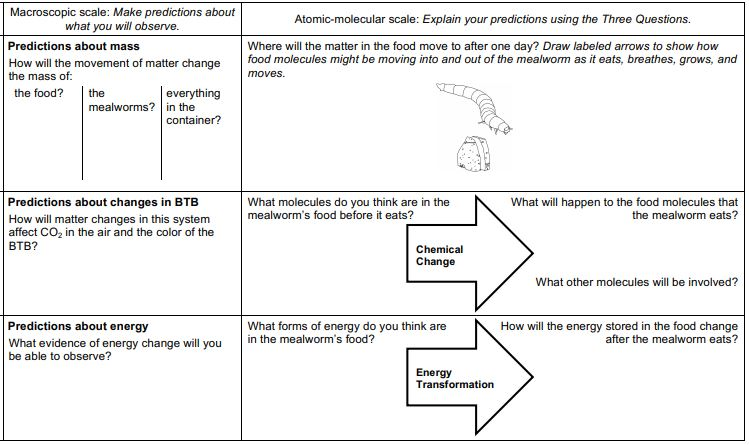 Macroscopic scale: Make predictions about
what you will observe.
Atomic-molecular scale: Explain your predictions using the Three Questions.
Predictions about mass
How will the movement of matter change
the mass of:
the food?
the
mealworms?
everything
in the
container?
Where will the matter in the food move to after one day? Draw labeled arrows to show how
food molecules might be moving into and out of the mealworm as it eats, breathes, grows, and
moves.
Predictions about changes in BTB
How will matter changes in this system
affect CO2 in the air and the color of the
BTB?
What molecules do you think are in the
mealworm's food before it eats?
Chemical
Change
What will happen to the food molecules that
the mealworm eats?
What other molecules will be involved?
Predictions about energy
What evidence of energy change will you
be able to observe?
What forms of energy do you think are
in the mealworm's food?
Energy
Transformation
How will the energy stored in the food change
after the mealworm eats?